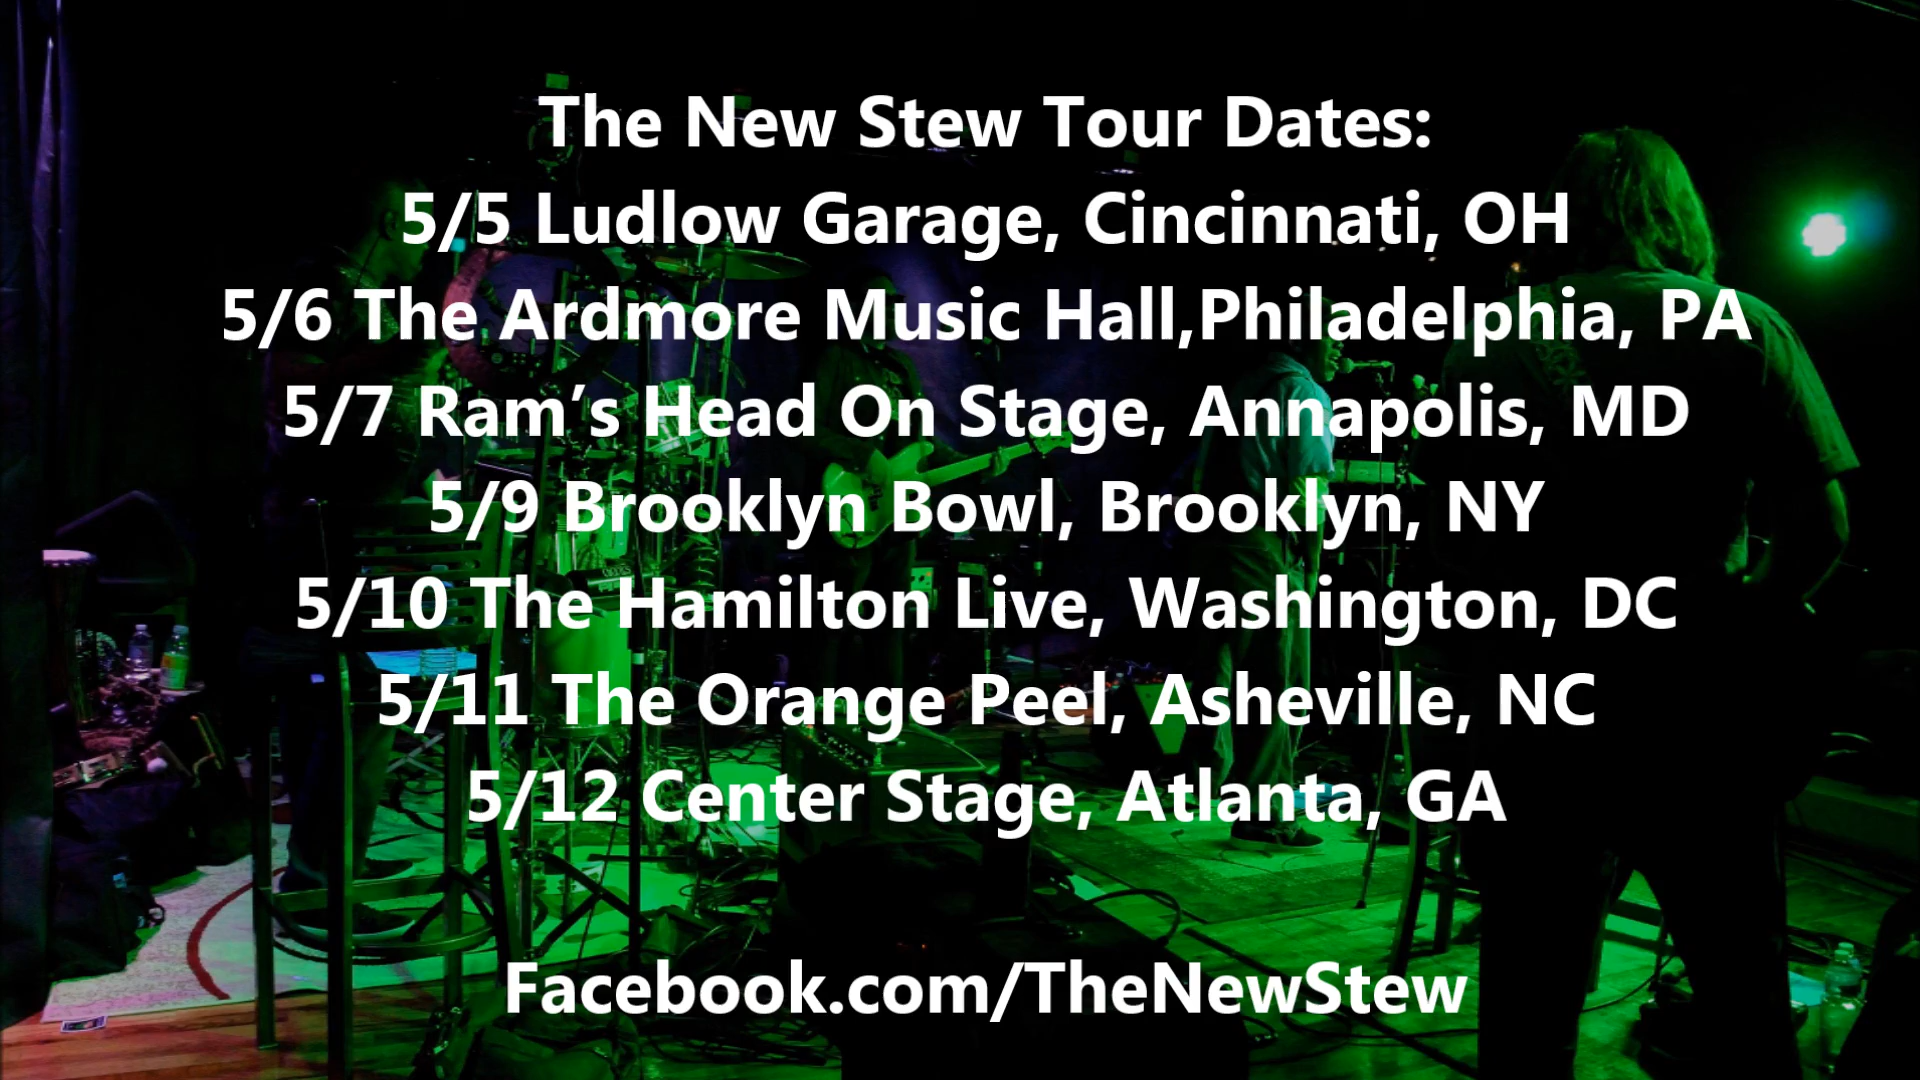 The New Stew Tour Dates:
5/5 Ludlow Garage, Cincinnati, OH
5/6 The Ardmore Music Hall,Philadelphia, PA
5/7 Ram’s Head On Stage, Annapolis, MD
5/9 Brooklyn Bowl, Brooklyn, NY
5/10 The Hamilton Live, Washington, DC
5/11 The Orange Peel, Asheville, NC
5/12 Center Stage, Atlanta, GA
Facebook.com/TheNewStew